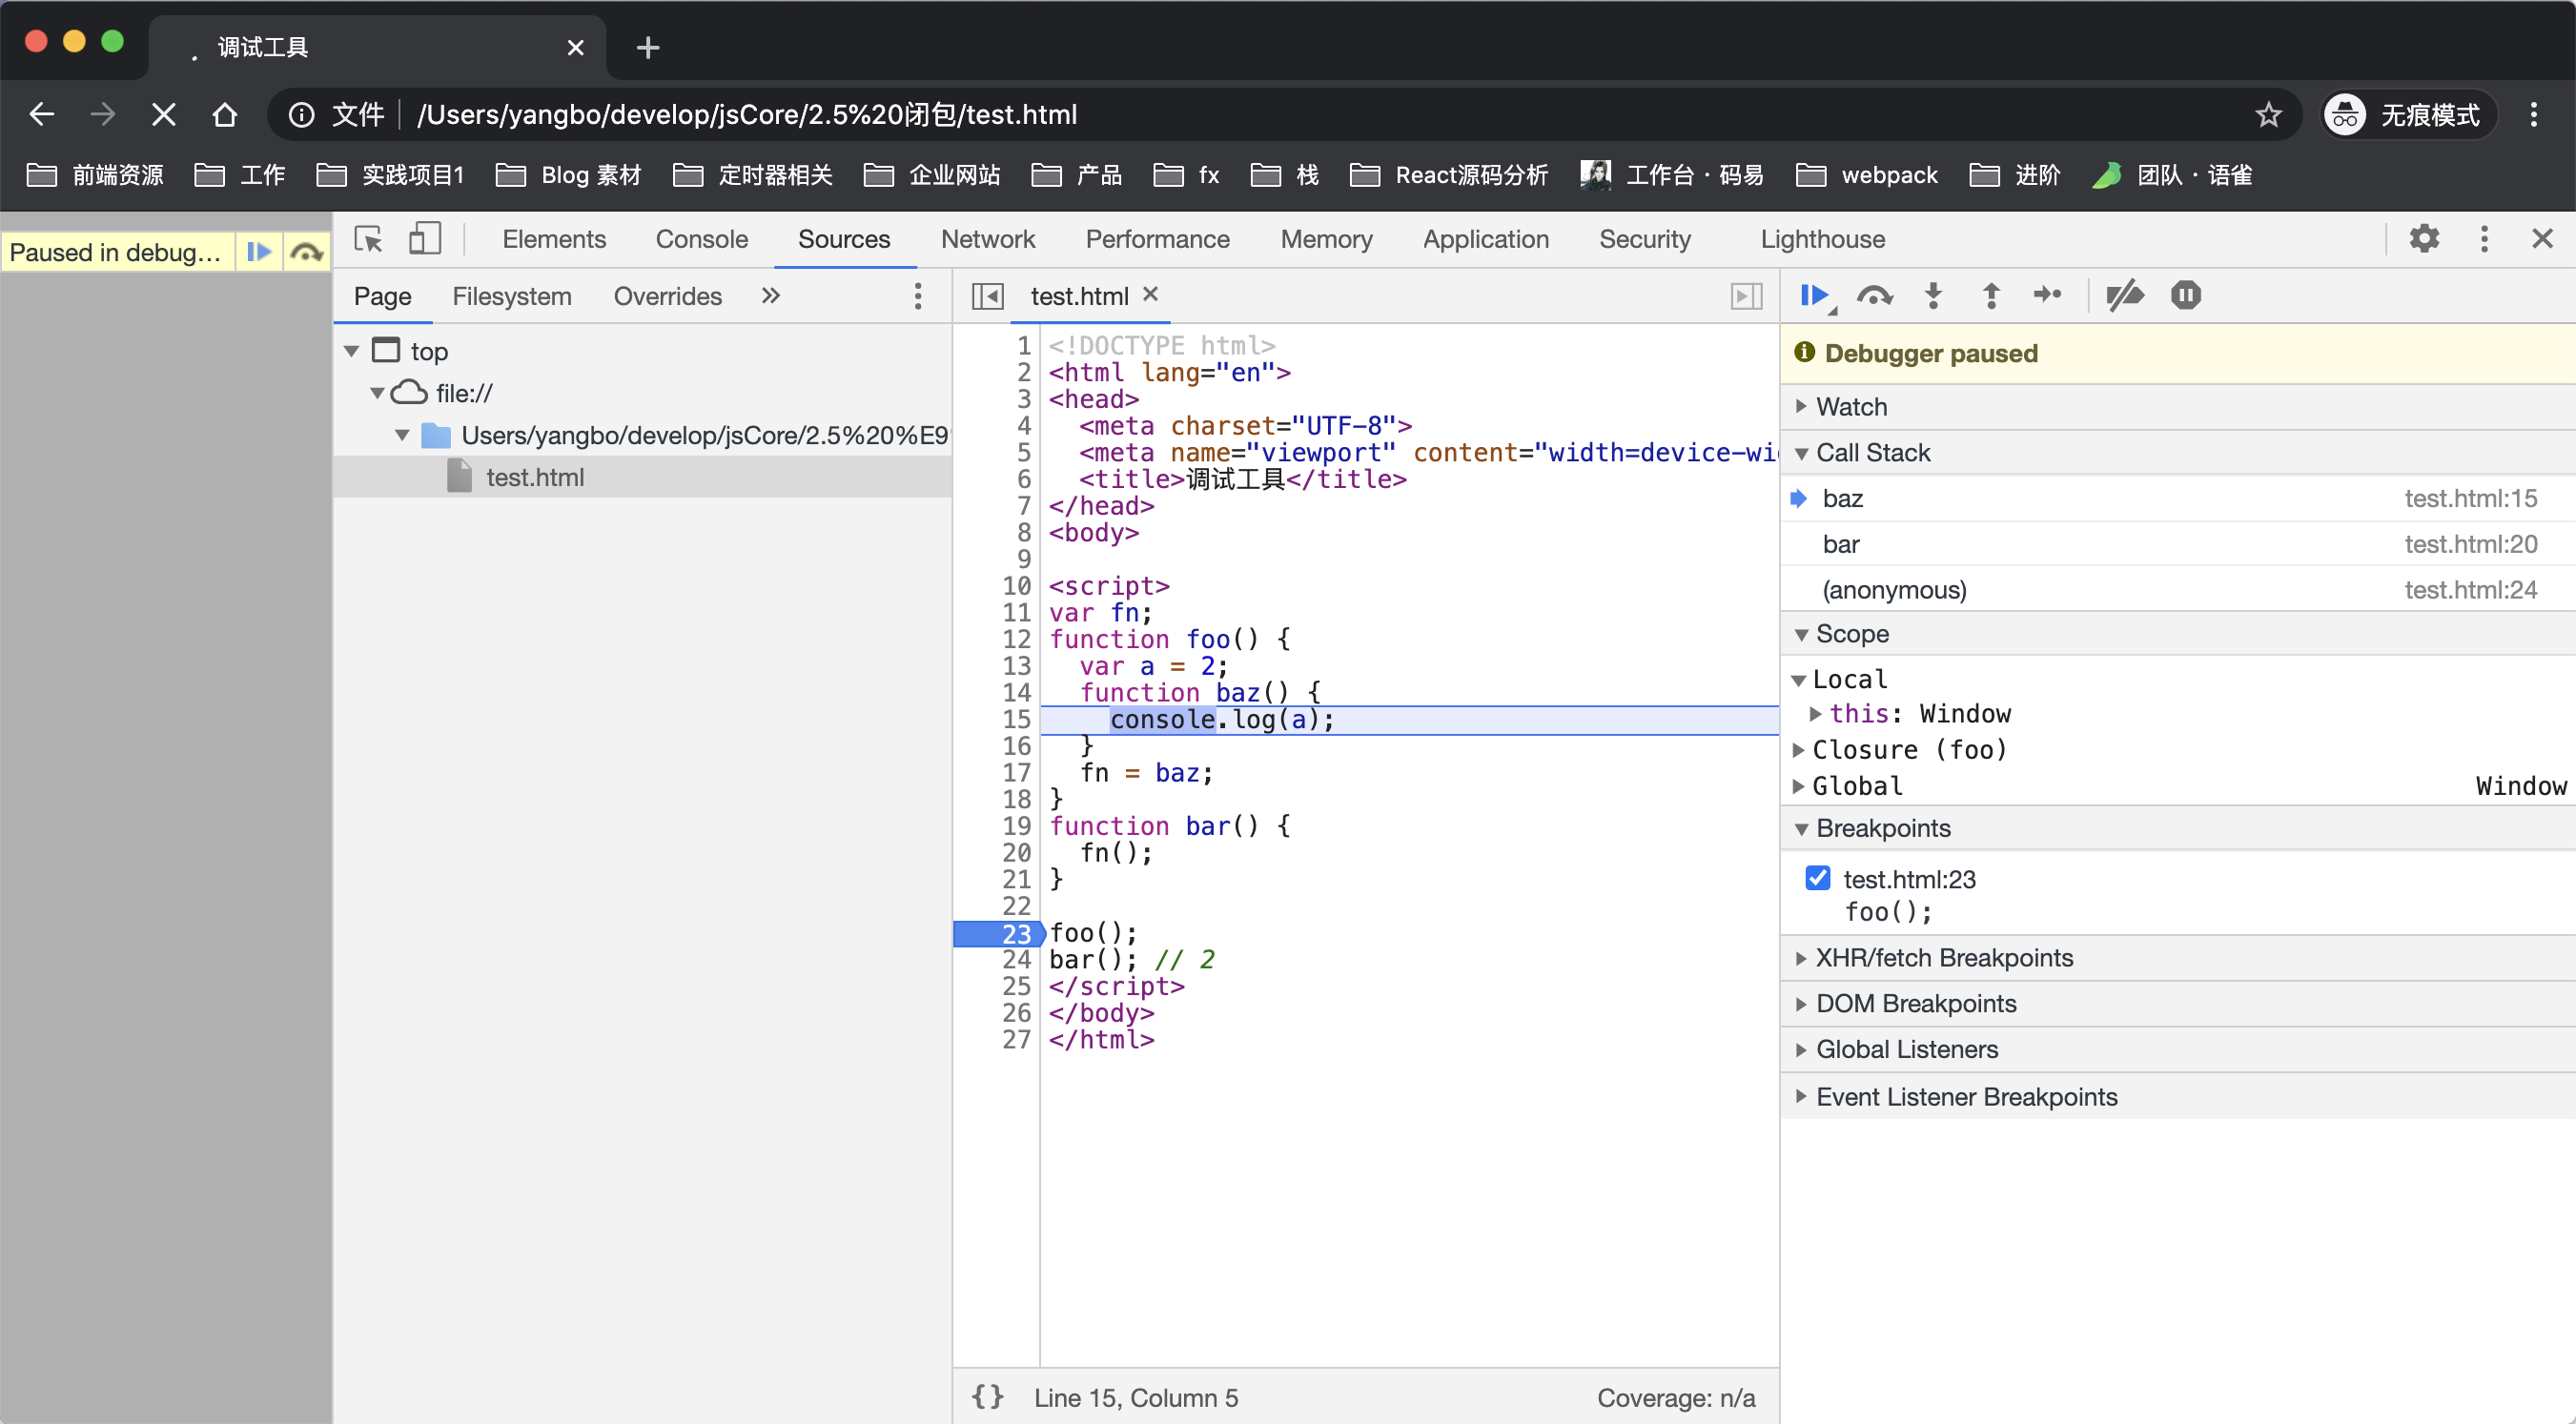 调试工具
文件 /Users/yangbo/develop/jsCore/2.5%20闭包/test.html
无痕模式
前端资源 工作 实践项目1 Blog 素材 定时器相关 企业网站 产品 fx 栈 React源码分析 工作台 · 码易 webpack 进阶 团队 · 语雀
Paused in debug...
Elements Console Sources Network Performance Memory Application Security Lighthouse
Page Filesystem Overrides
top
file://
Users/yangbo/develop/jsCore/2.5%20%E9
test.html
test.html
1 <!DOCTYPE html>
2 <html lang="en">
3 <head>
4 <meta charset="UTF-8">
5 <meta name="viewport" content="width=device-wi
6 <title>调试工具</title>
7 </head>
8 <body>
9
10 <script>
11 var fn;
12 function foo() {
13 var a = 2;
14 function baz() {
15 console.log(a);
16 }
17 fn = baz;
18 }
19 function bar() {
20 fn();
21 }
22
23 foo();
24 bar(); // 2
25 </script>
26 </body>
27 </html>
{} Line 15, Column 5 Coverage: n/a
Debugger paused
Watch
Call Stack
baz test.html:15
bar test.html:20
(anonymous) test.html:24
Scope
Local
this: Window
Closure (foo)
Global Window
Breakpoints
test.html:23
foo();
XHR/fetch Breakpoints
DOM Breakpoints
Global Listeners
Event Listener Breakpoints